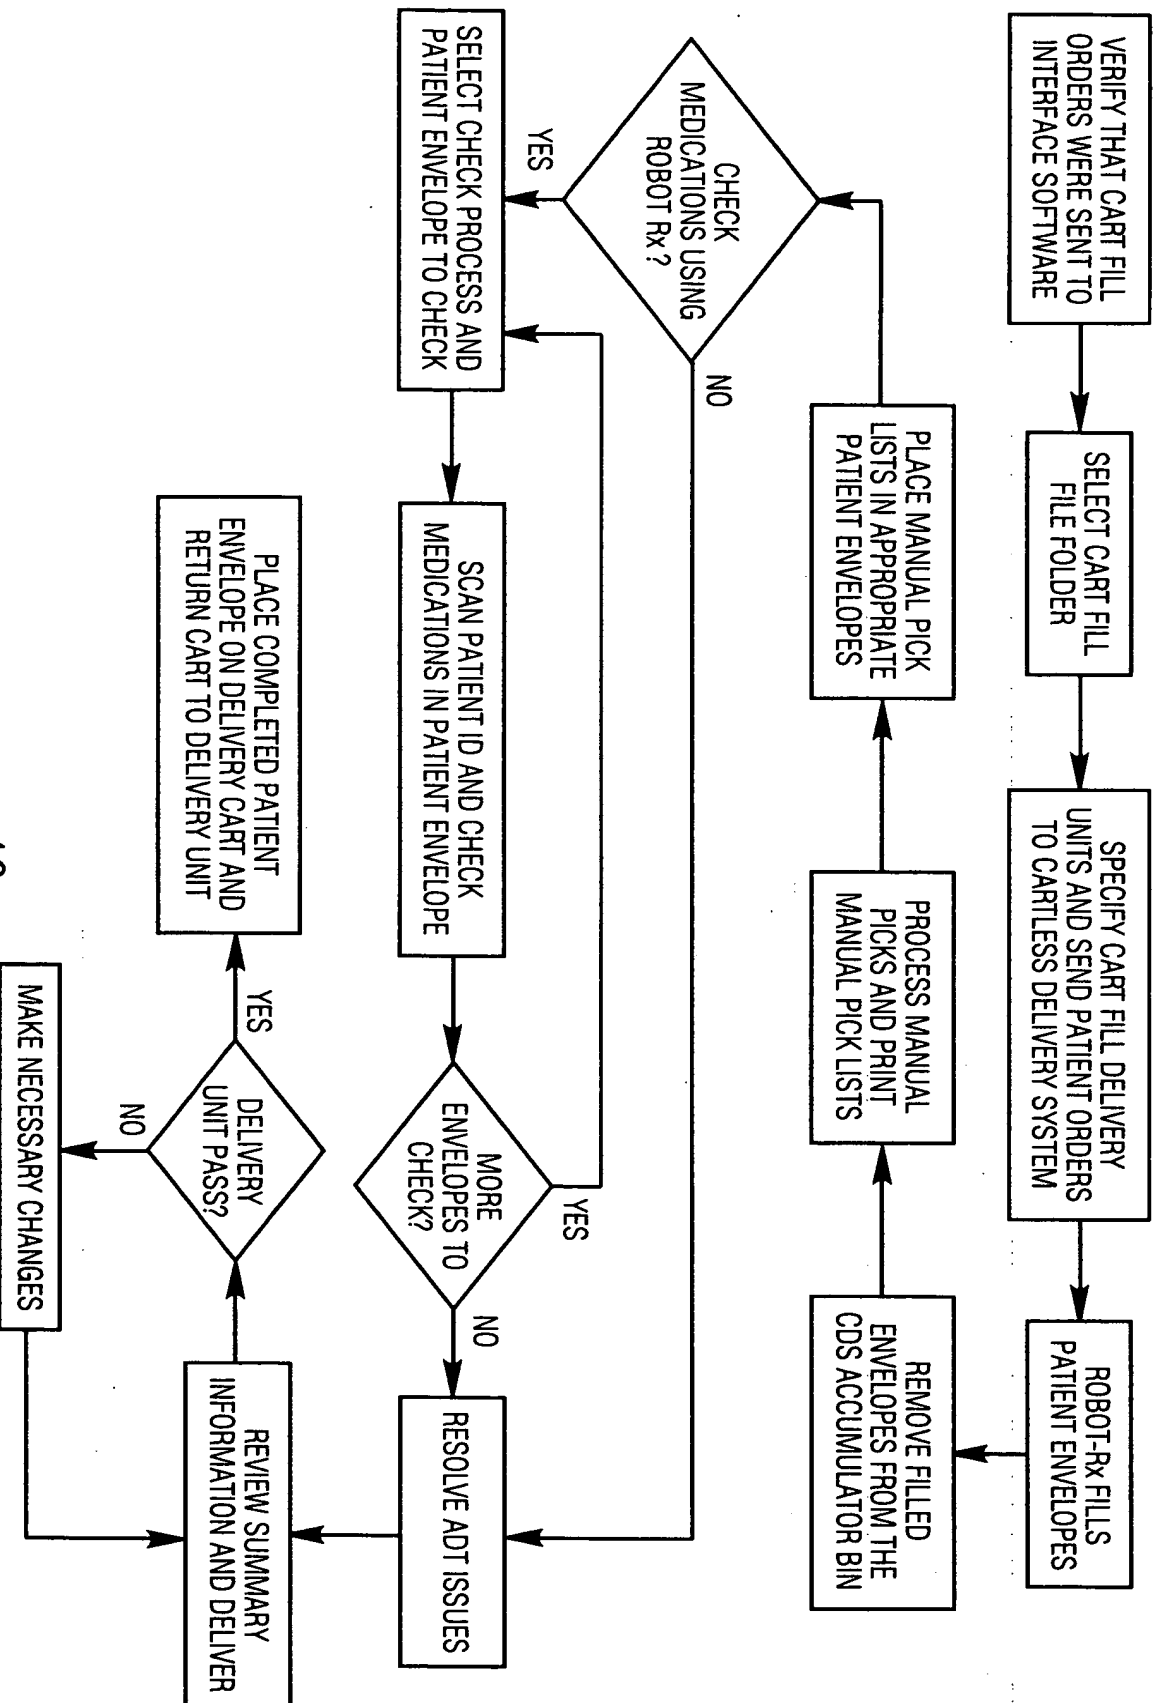 VERIFY THAT CART FILL
ORDERS WERE SENT TO
INTERFACE SOFTWARE
SELECT CART FILL
FILE FOLDER
SPECIFY CART FILL DELIVERY
UNITS AND SEND PATIENT ORDERS
TO CARTLESS DELIVERY SYSTEM
ROBOT-Rx FILLS
PATIENT ENVELOPES
REMOVE FILLED
ENVELOPES FROM THE
CDS ACCUMULATOR BIN
PROCESS MANUAL
PICKS AND PRINT
MANUAL PICK LISTS
PLACE MANUAL PICK
LISTS IN APPROPRIATE
PATIENT ENVELOPES
CHECK
MEDICATIONS USING
ROBOT Rx?
NO
YES
SELECT CHECK PROCESS AND
PATIENT ENVELOPE TO CHECK
SCAN PATIENT ID AND CHECK
MEDICATIONS IN PATIENT ENVELOPE
MORE
ENVELOPES TO
CHECK?
YES
NO
RESOLVE ADT ISSUES
REVIEW SUMMARY
INFORMATION AND DELIVER
DELIVERY
UNIT PASS?
YES
NO
PLACE COMPLETED PATIENT
ENVELOPE ON DELIVERY CART AND
RETURN CART TO DELIVERY UNIT
MAKE NECESSARY CHANGES